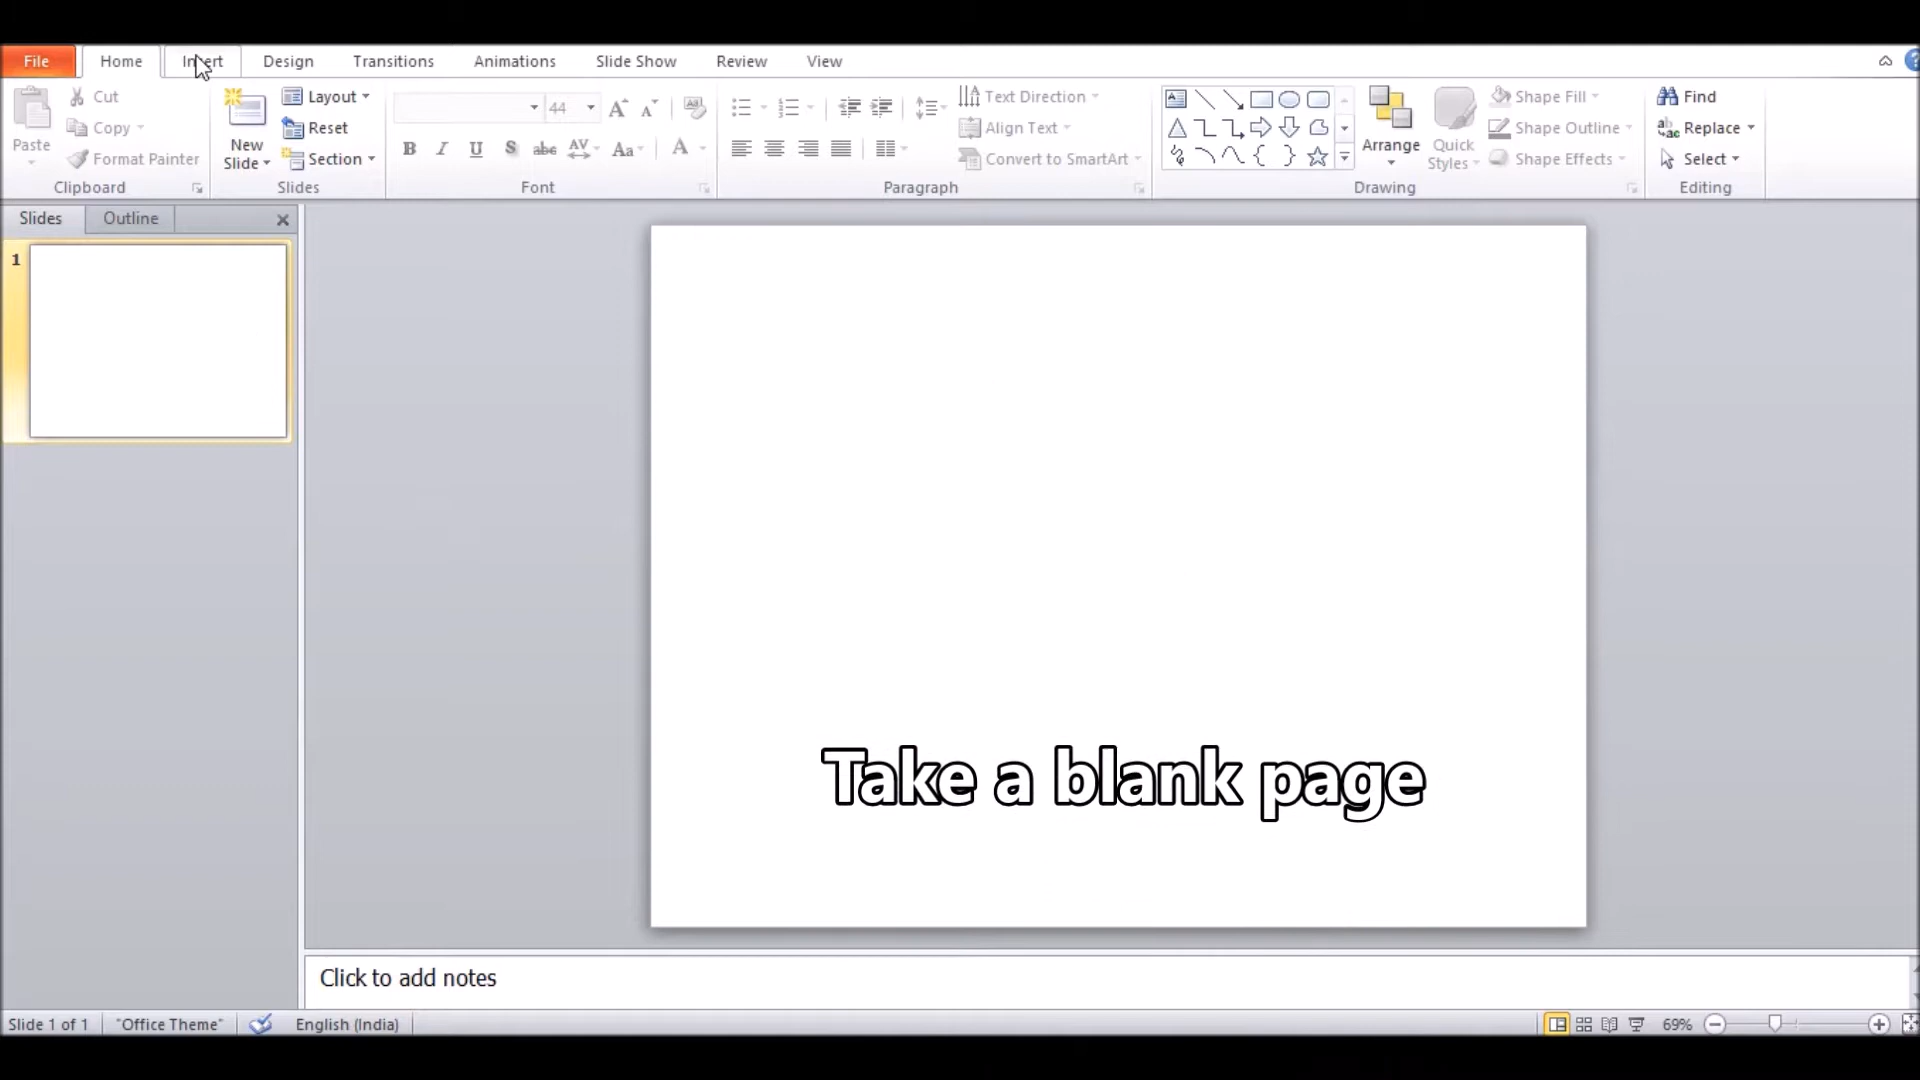 File Home Insert Design Transitions Animations Slide Show Review View
Cut Layout 44 Text Direction Shape Fill Find
Copy Reset Align Text Shape Outline Replace
Paste New Slide Format Painter Section B I U S abc AV Aa A Convert to SmartArt Arrange Quick Styles Shape Effects Select
Clipboard Slides Font Paragraph Drawing Editing
Slides Outline
1
Take a blank page
Click to add notes
Slide 1 of 1 "Office Theme" English (India) 69%